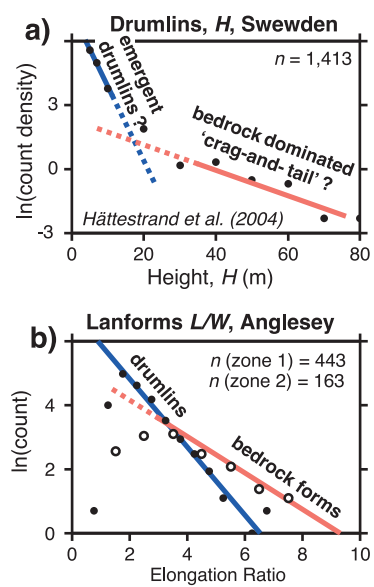 a) Drumlins, H, Swewden
n = 1,413
emergent
drumlins ?
bedrock dominated
'crag-and-tail' ?
Hättestrand et al. (2004)
ln(count density)
6
3
0
-3
0 20 40 60 80
Height, H (m)
b) Lanforms L/W, Anglesey
n (zone 1) = 443
n (zone 2) = 163
drumlins
bedrock forms
ln(count)
6
4
2
0
0 2 4 6 8 10
Elongation Ratio